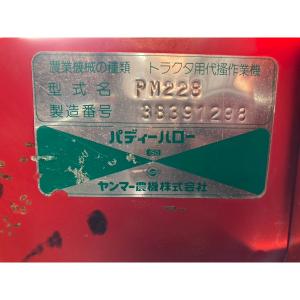 農業機械の種類 トラクタ用代掻作業機
型式名 PM22S
製造番号 3B391298
パディーハロー
ヤンマー農機株式会社